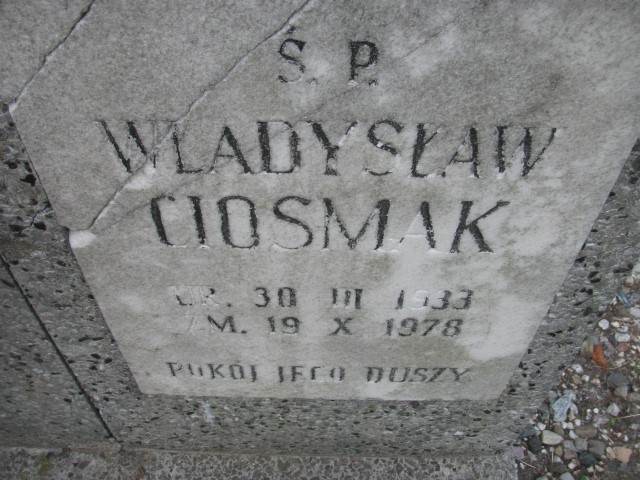 Ś. P.
WŁADYSŁAW
CIOSMAK
UR. 30 III 1933
ZM. 19 X 1978
POKÓJ JEGO DUSZY